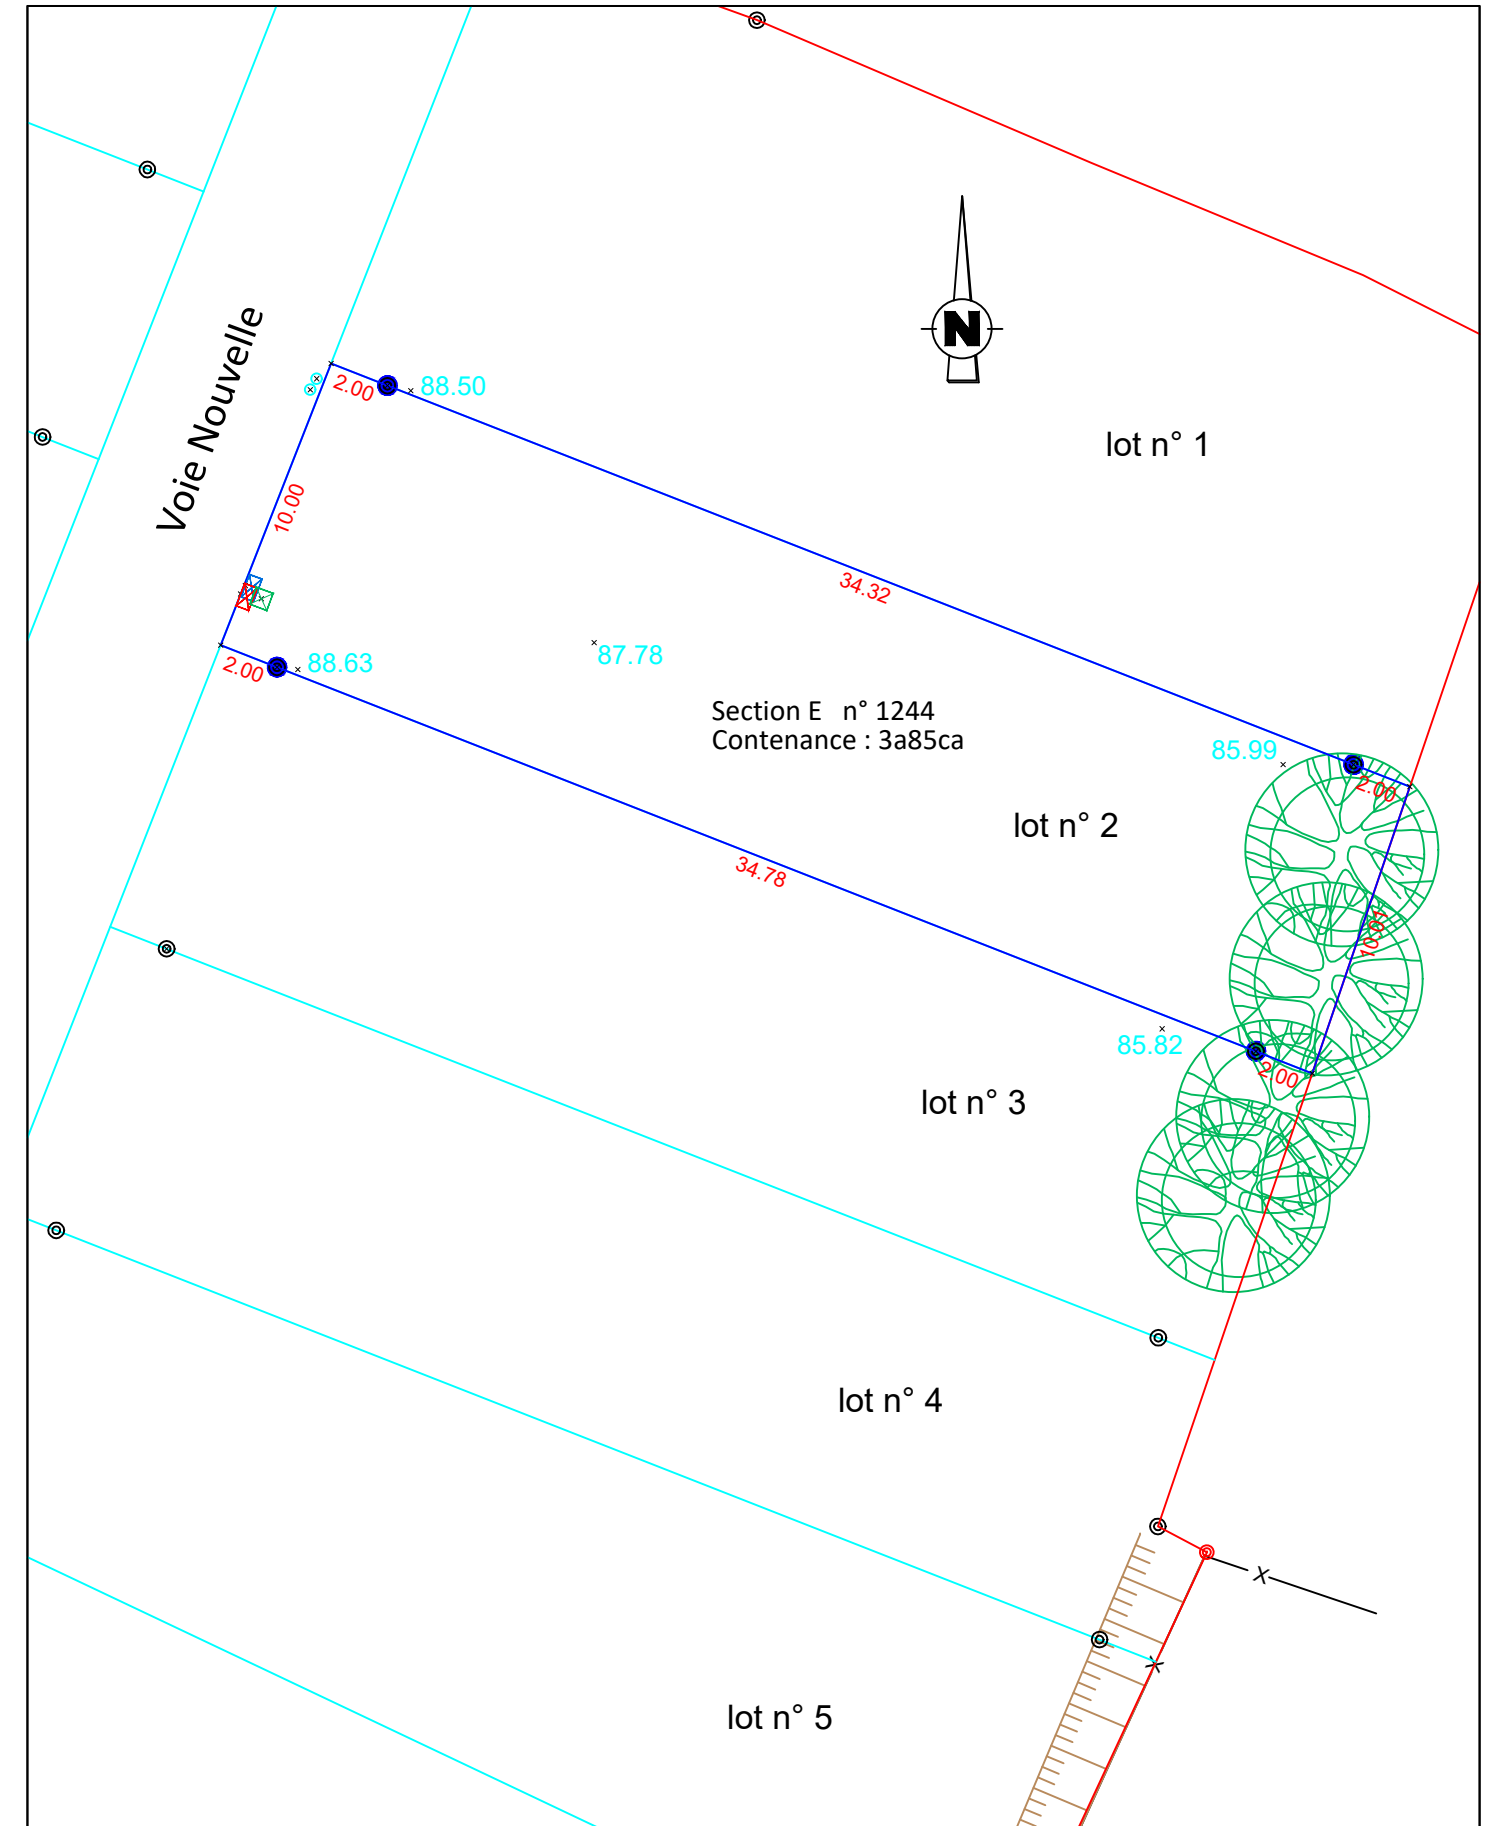 N
lot n° 1
Voie Nouvelle
2.00
88.50
10.00
34.32
2.00
88.63
87.78
Section E n° 1244
Contenance : 3a85ca
85.99
2.00
lot n° 2
34.78
10.01
85.82
2.00
lot n° 3
lot n° 4
lot n° 5